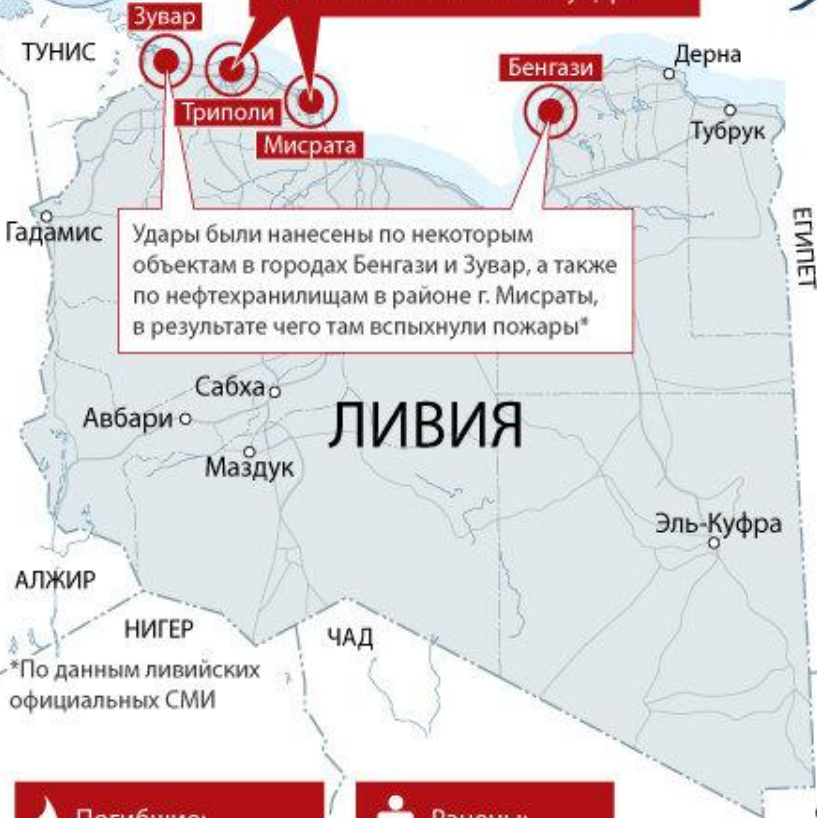 Зувар
ТУНИС
Триполи
Мисрата
Бенгази
Дерна
Тубрук
Гадамис
ЕГИПЕТ
Удары были нанесены по некоторым
объектам в городах Бенгази и Зувар, а также
по нефтехранилищам в районе г. Мисраты,
в результате чего там вспыхнули пожары*
Сабха
Авбари
ЛИВИЯ
Маздук
Эль-Куфра
АЛЖИР
НИГЕР
ЧАД
*По данным ливийских
официальных СМИ
Погибшие:
Ранены: